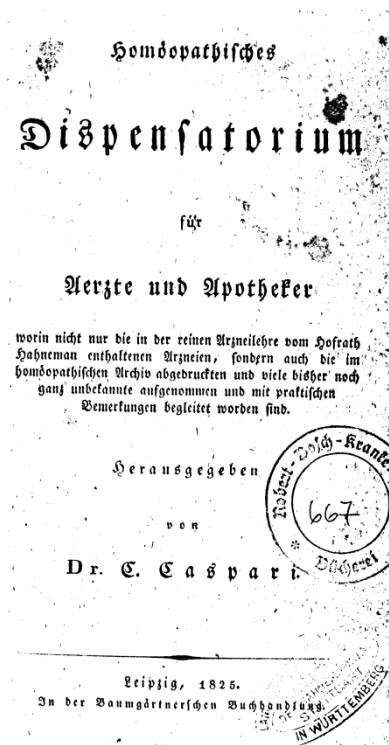 Homöopathisches
Dispensatorium
für
Aerzte und Apotheker
worin nicht nur die in der reinen Arzneilehre vom Hofrath
Hahneman enthaltenen Arzneien, sondern auch die im
homöopathischen Archiv abgedruckten und viele bisher noch
ganz unbekannte aufgenommen und mit praktischen
Bemerkungen begleitet worden sind.
Herausgegeben
von
Dr. C. Caspari.
Robert-Bosch-Kranke
667
* Bücherei
Leipzig, 1825.
In der Baumgärtnerschen Buchhandlung.
IN WÜRTTEMBERG